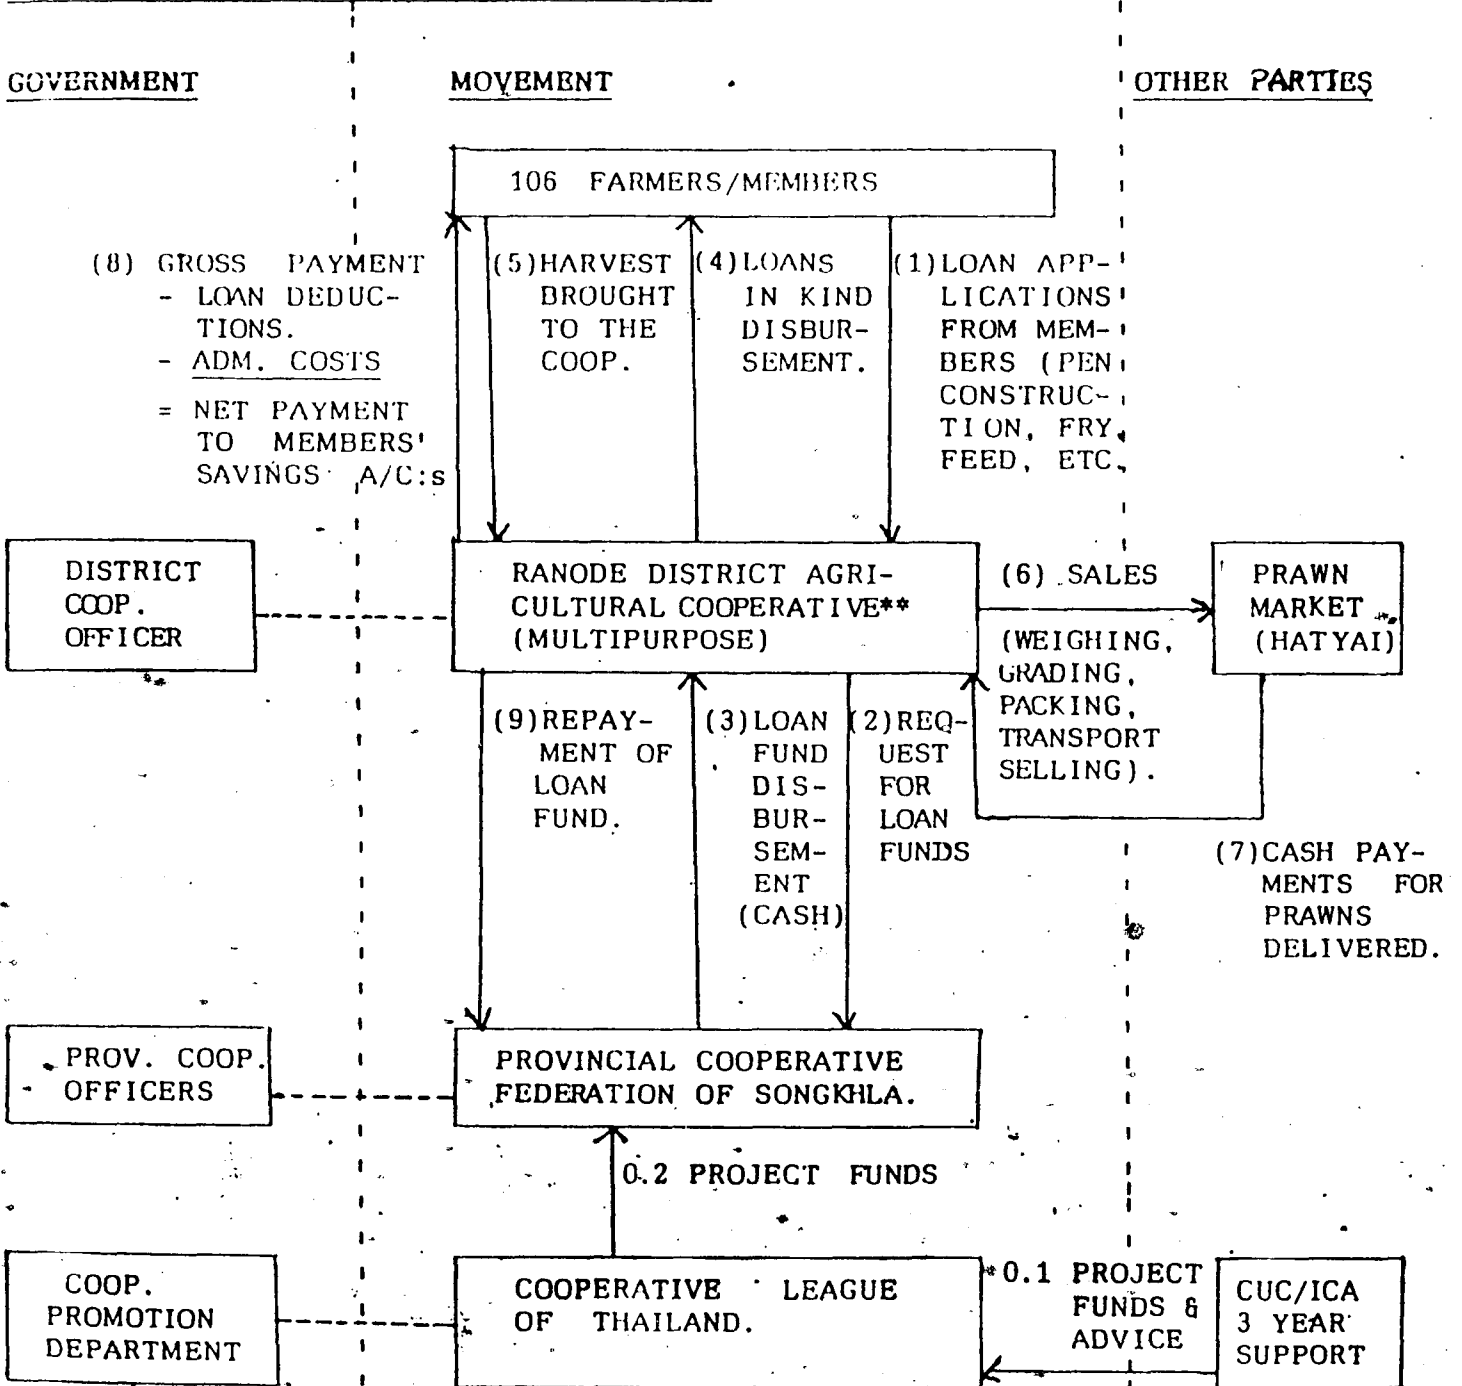 GOVERNMENT
MOVEMENT
OTHER PARTIES
106 FARMERS/MEMBERS
(8) GROSS PAYMENT
- LOAN DEDUC-
TIONS.
- ADM. COSTS
= NET PAYMENT
TO MEMBERS'
SAVINGS A/C:s
(5)HARVEST
BROUGHT
TO THE
COOP.
(4)LOANS
IN KIND
DISBUR-
SEMENT.
(1)LOAN APP-
LICATIONS
FROM MEM-
BERS (PEN
CONSTRUC-
TION, FRY,
FEED, ETC.
DISTRICT
COOP.
OFFICER
RANODE DISTRICT AGRI-
CULTURAL COOPERATIVE**
(MULTIPURPOSE)
(6) SALES
(WEIGHING,
GRADING,
PACKING,
TRANSPORT
SELLING).
PRAWN
MARKET
(HATYAI)
(9)REPAY-
MENT OF
LOAN
FUND.
(3)LOAN
FUND
DIS-
BUR-
SEM-
ENT
(CASH)
(2)REQ-
UEST
FOR
LOAN
FUNDS
(7)CASH PAY-
MENTS FOR
PRAWNS
DELIVERED.
PROV. COOP.
OFFICERS
PROVINCIAL COOPERATIVE
FEDERATION OF SONGKHLA.
0.2 PROJECT FUNDS
COOP.
PROMOTION
DEPARTMENT
COOPERATIVE LEAGUE
OF THAILAND.
*0.1 PROJECT
FUNDS &
ADVICE
CUC/ICA
3 YEAR
SUPPORT